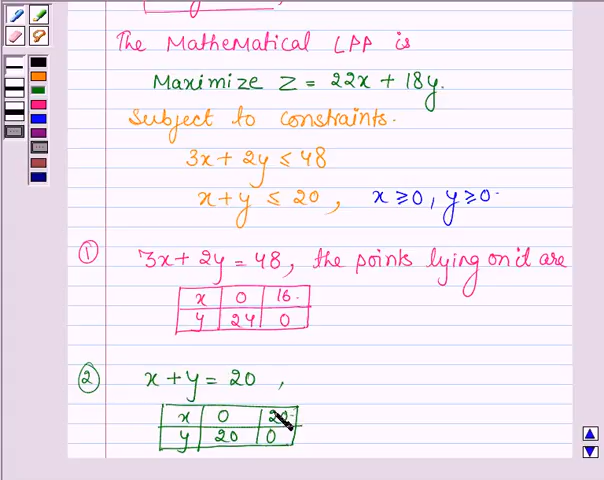 The Mathematical LPP is
Maximize Z = 22x + 18y.
Subject to constraints.
3x + 2y ≤ 48
x + y ≤ 20, x ≥ 0, y ≥ 0.
① 3x + 2y = 48, the points lying on it are
x 0 16.
y 24 0
② x + y = 20,
x 0 20.
y 20 0